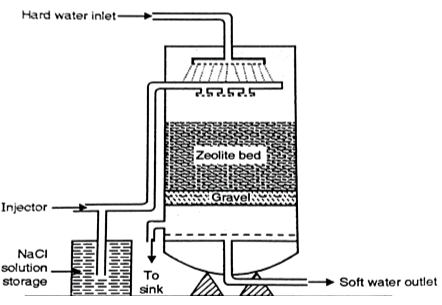 Hard water inlet
Zeolite bed
Gravel
Injector
NaCl
solution
storage
To
sink
Soft water outlet